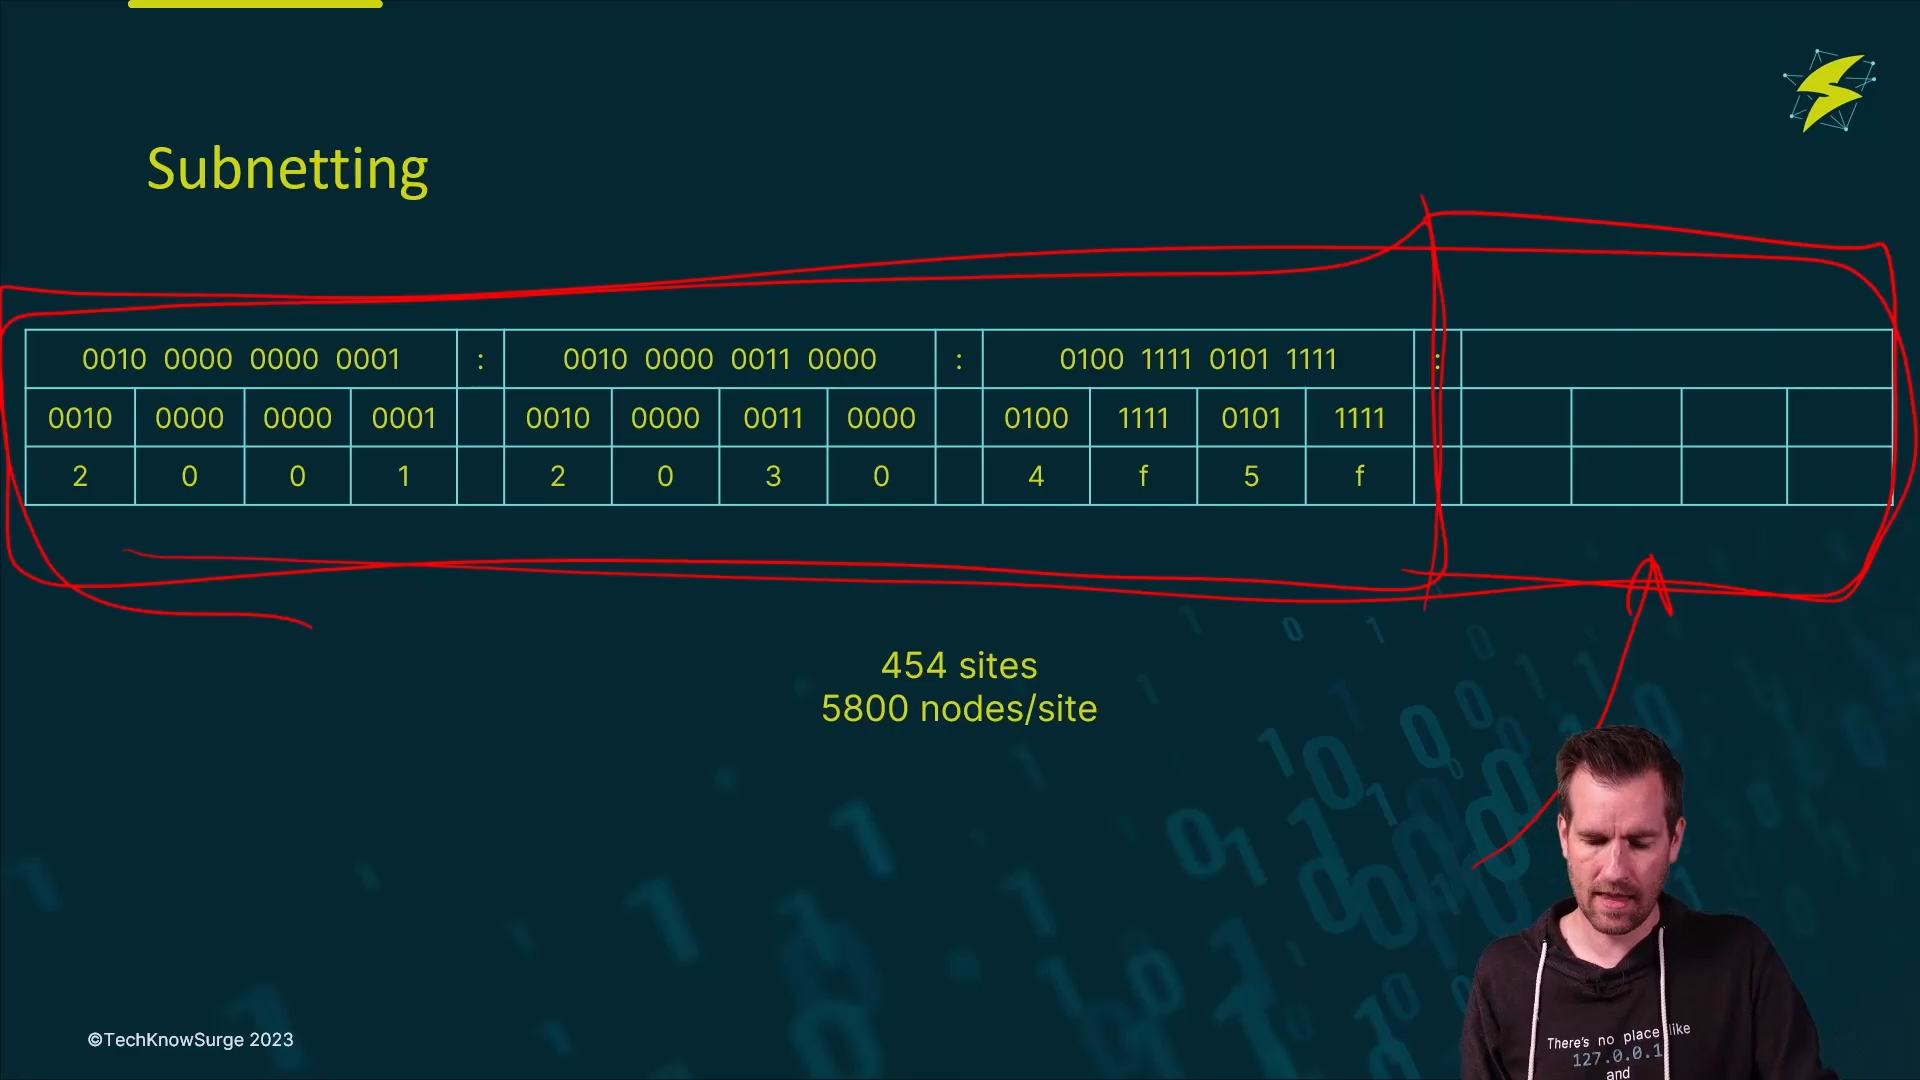 Subnetting
0010 0000 0000 0001 : 0010 0000 0011 0000 : 0100 1111 0101 1111 :
0010 0000 0000 0001 0010 0000 0011 0000 0100 1111 0101 1111
2 0 0 1 2 0 3 0 4 f 5 f
454 sites
5800 nodes/site
There's no place like
127.0.0.1
and
©TechKnowSurge 2023